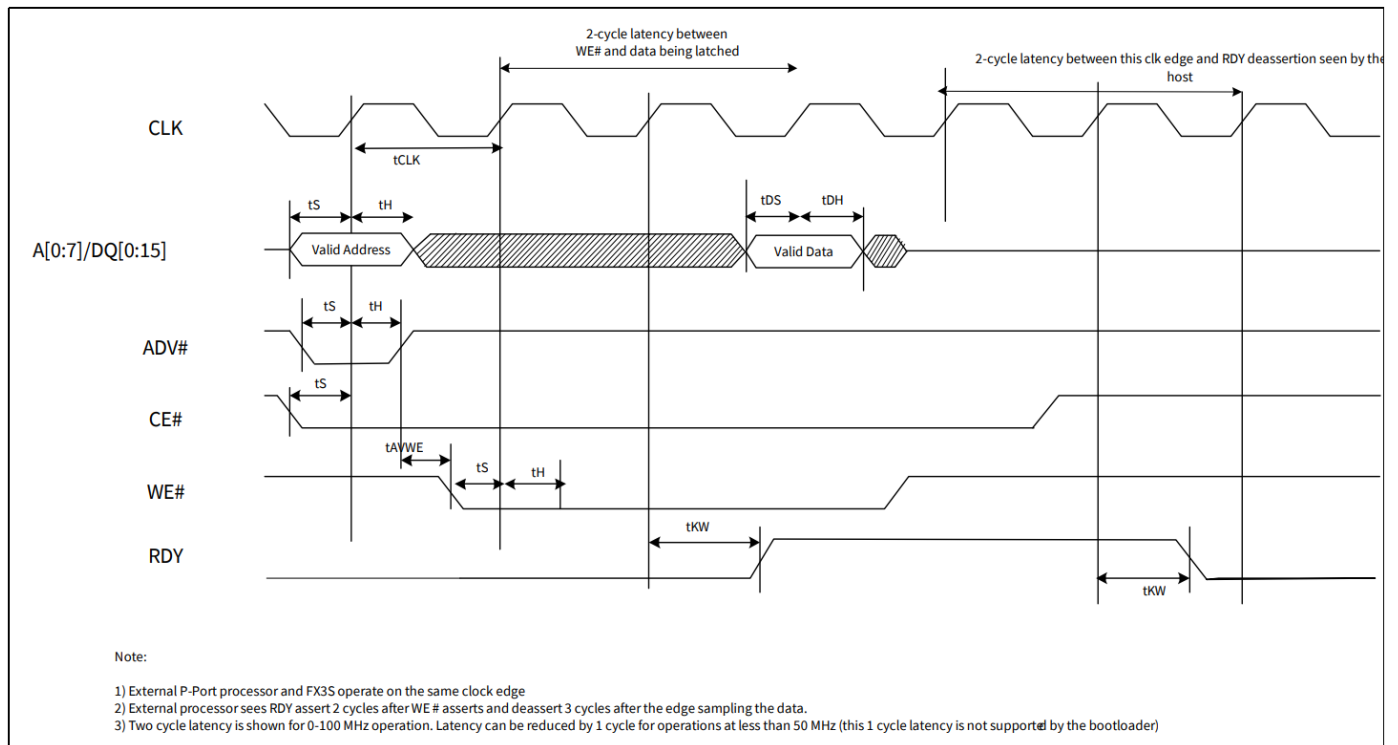 2-cycle latency between
WE# and data being latched
2-cycle latency between this clk edge and RDY deassertion seen by the
host
CLK
tCLK
tS
tH
tDS
tDH
A[0:7]/DQ[0:15]
Valid Address
Valid Data
tS
tH
ADV#
tS
CE#
tAVWE
tS
tH
WE#
tKW
RDY
tKW
Note:
1) External P-Port processor and FX3S operate on the same clock edge
2) External processor sees RDY assert 2 cycles after WE # asserts and deassert 3 cycles after the edge sampling the data.
3) Two cycle latency is shown for 0-100 MHz operation. Latency can be reduced by 1 cycle for operations at less than 50 MHz (this 1 cycle latency is not supported by the bootloader)